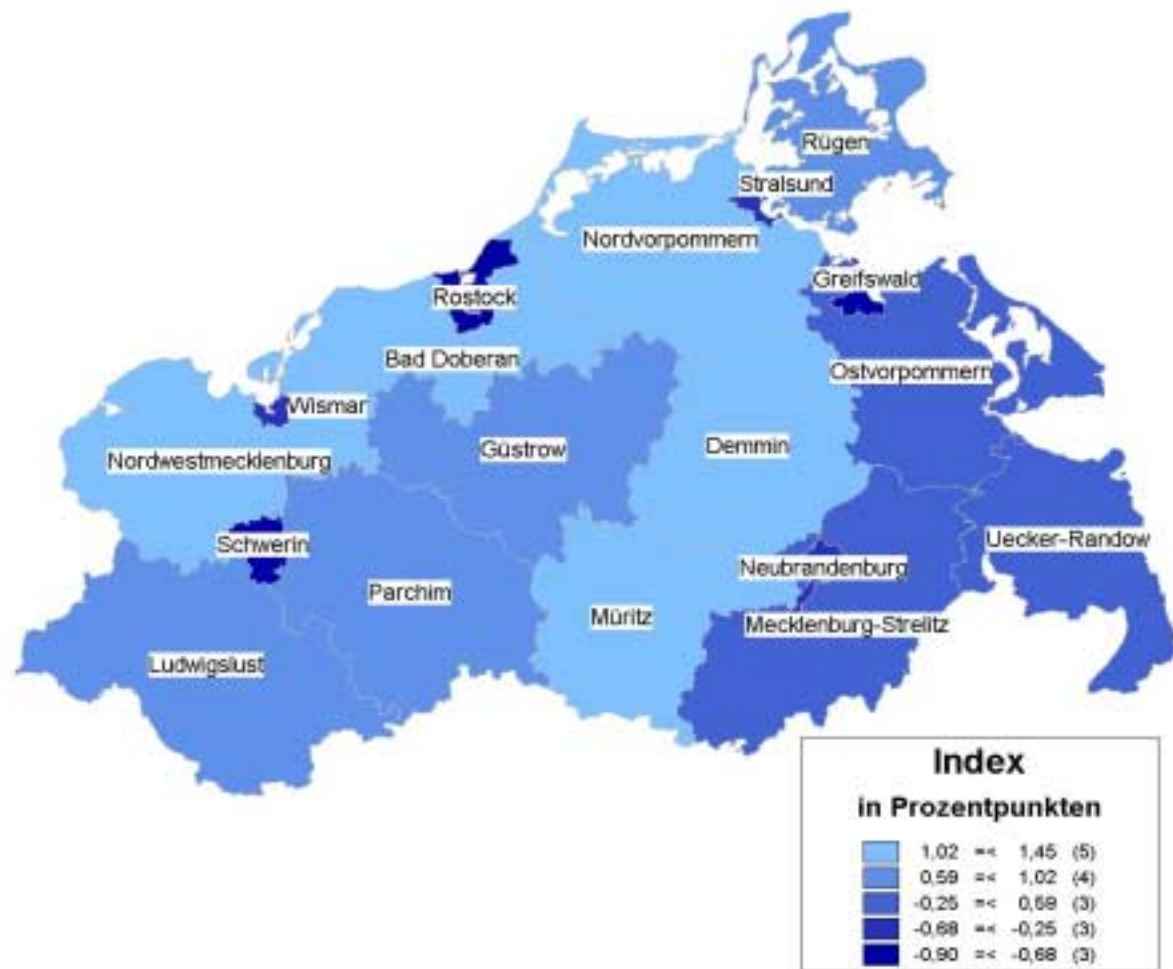 Rügen
Stralsund
Nordvorpommern
Greifswald
Rostock
Bad Doberan
Ostvorpommern
Wismar
Güstrow
Demmin
Nordwestmecklenburg
Schwerin
Uecker-Randow
Neubrandenburg
Parchim
Müritz
Mecklenburg-Strelitz
Ludwigslust
Index
in Prozentpunkten
1,02 =< 1,45 (5)
0,59 =< 1,02 (4)
-0,25 =< 0,59 (3)
-0,68 =< -0,25 (3)
-0,90 =< -0,68 (3)